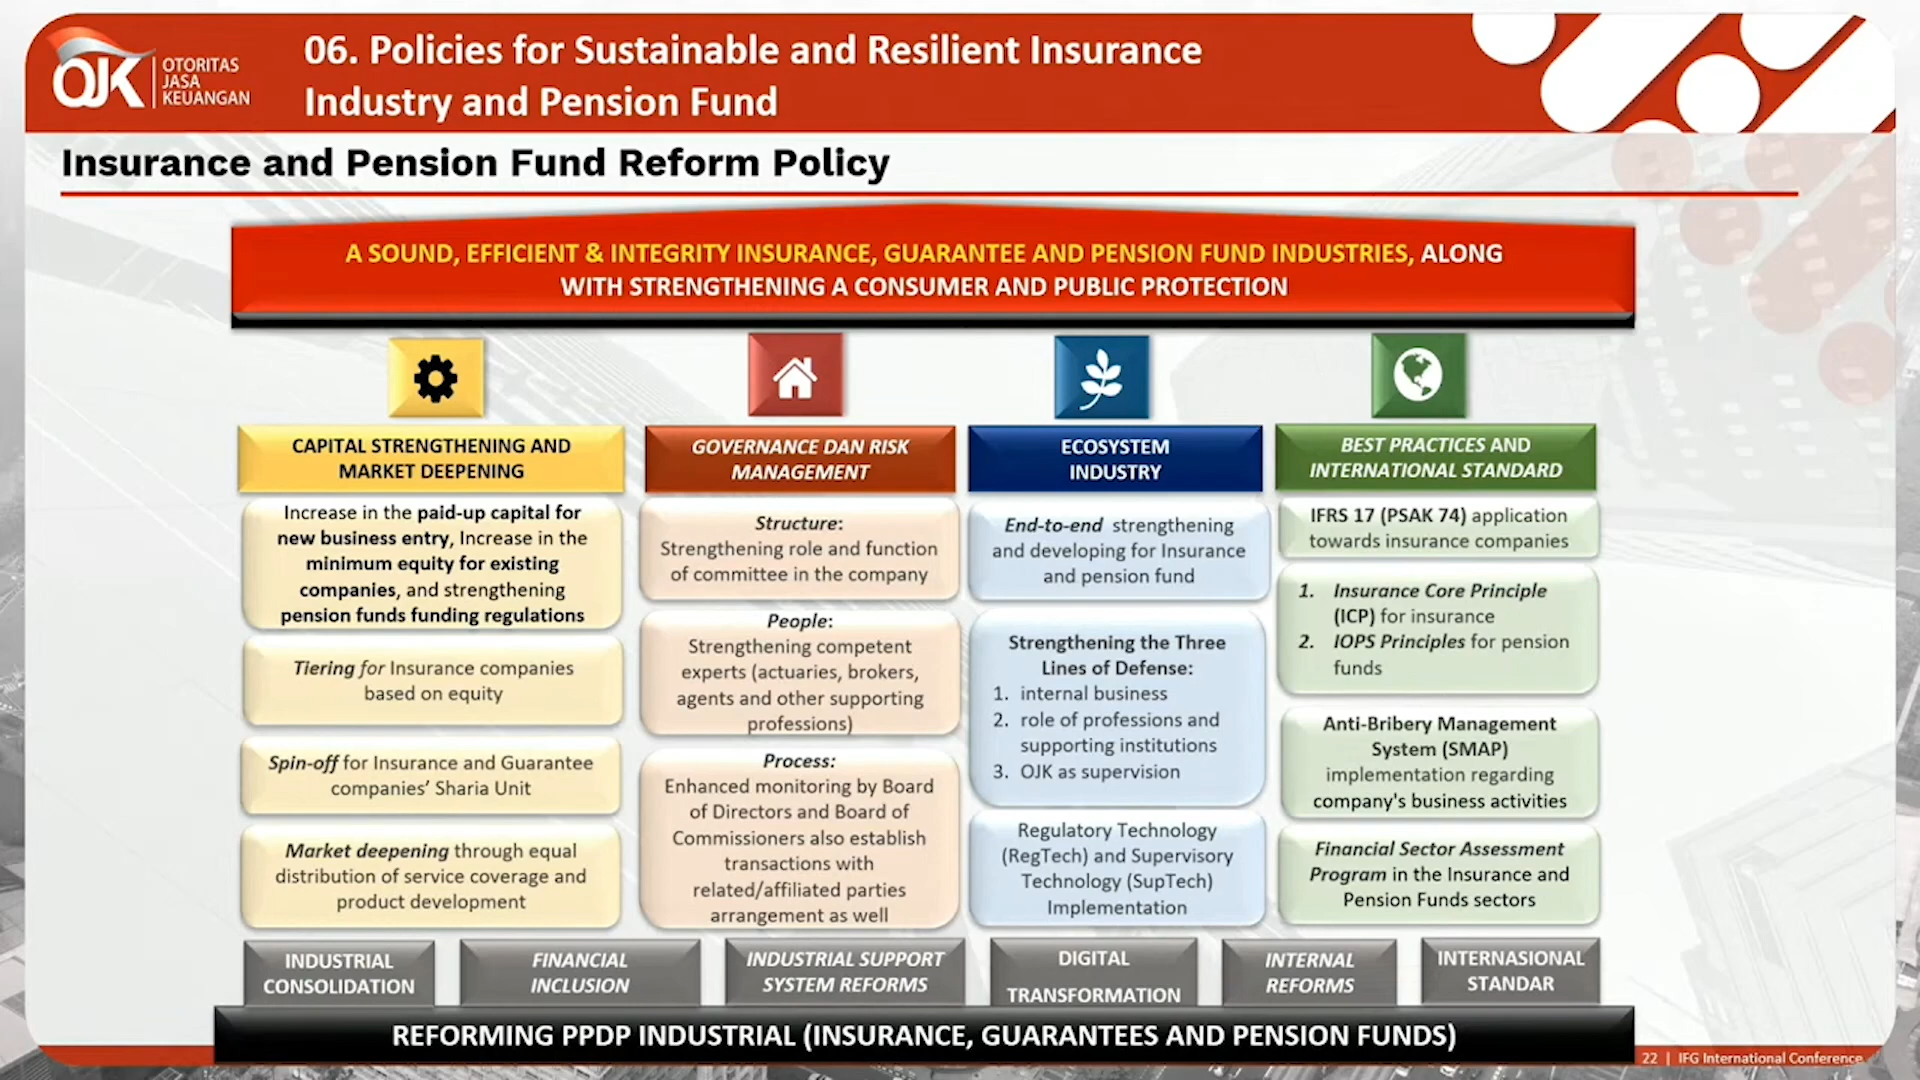 OJK
OTORITAS
JASA
KEUANGAN
06. Policies for Sustainable and Resilient Insurance
Industry and Pension Fund
Insurance and Pension Fund Reform Policy
A SOUND, EFFICIENT & INTEGRITY INSURANCE, GUARANTEE AND PENSION FUND INDUSTRIES, ALONG
WITH STRENGTHENING A CONSUMER AND PUBLIC PROTECTION
CAPITAL STRENGTHENING AND
MARKET DEEPENING
Increase in the paid-up capital for
new business entry, Increase in the
minimum equity for existing
companies, and strengthening
pension funds funding regulations
Tiering for Insurance companies
based on equity
Spin-off for Insurance and Guarantee
companies' Sharia Unit
Market deepening through equal
distribution of service coverage and
product development
GOVERNANCE DAN RISK
MANAGEMENT
Structure:
Strengthening role and function
of committee in the company
People:
Strengthening competent
experts (actuaries, brokers,
agents and other supporting
professions)
Process:
Enhanced monitoring by Board
of Directors and Board of
Commissioners also establish
transactions with
related/affiliated parties
arrangement as well
ECOSYSTEM
INDUSTRY
End-to-end strengthening
and developing for Insurance
and pension fund
Strengthening the Three
Lines of Defense:
1. internal business
2. role of professions and
supporting institutions
3. OJK as supervision
Regulatory Technology
(RegTech) and Supervisory
Technology (SupTech)
Implementation
BEST PRACTICES AND
INTERNATIONAL STANDARD
IFRS 17 (PSAK 74) application
towards insurance companies
1. Insurance Core Principle
(ICP) for insurance
2. IOPS Principles for pension
funds
Anti-Bribery Management
System (SMAP)
implementation regarding
company's business activities
Financial Sector Assessment
Program in the Insurance and
Pension Funds sectors
INDUSTRIAL
CONSOLIDATION
FINANCIAL
INCLUSION
INDUSTRIAL SUPPORT
SYSTEM REFORMS
DIGITAL
TRANSFORMATION
INTERNAL
REFORMS
INTERNASIONAL
STANDAR
REFORMING PPDP INDUSTRIAL (INSURANCE, GUARANTEES AND PENSION FUNDS)
22 | IFG International Conference